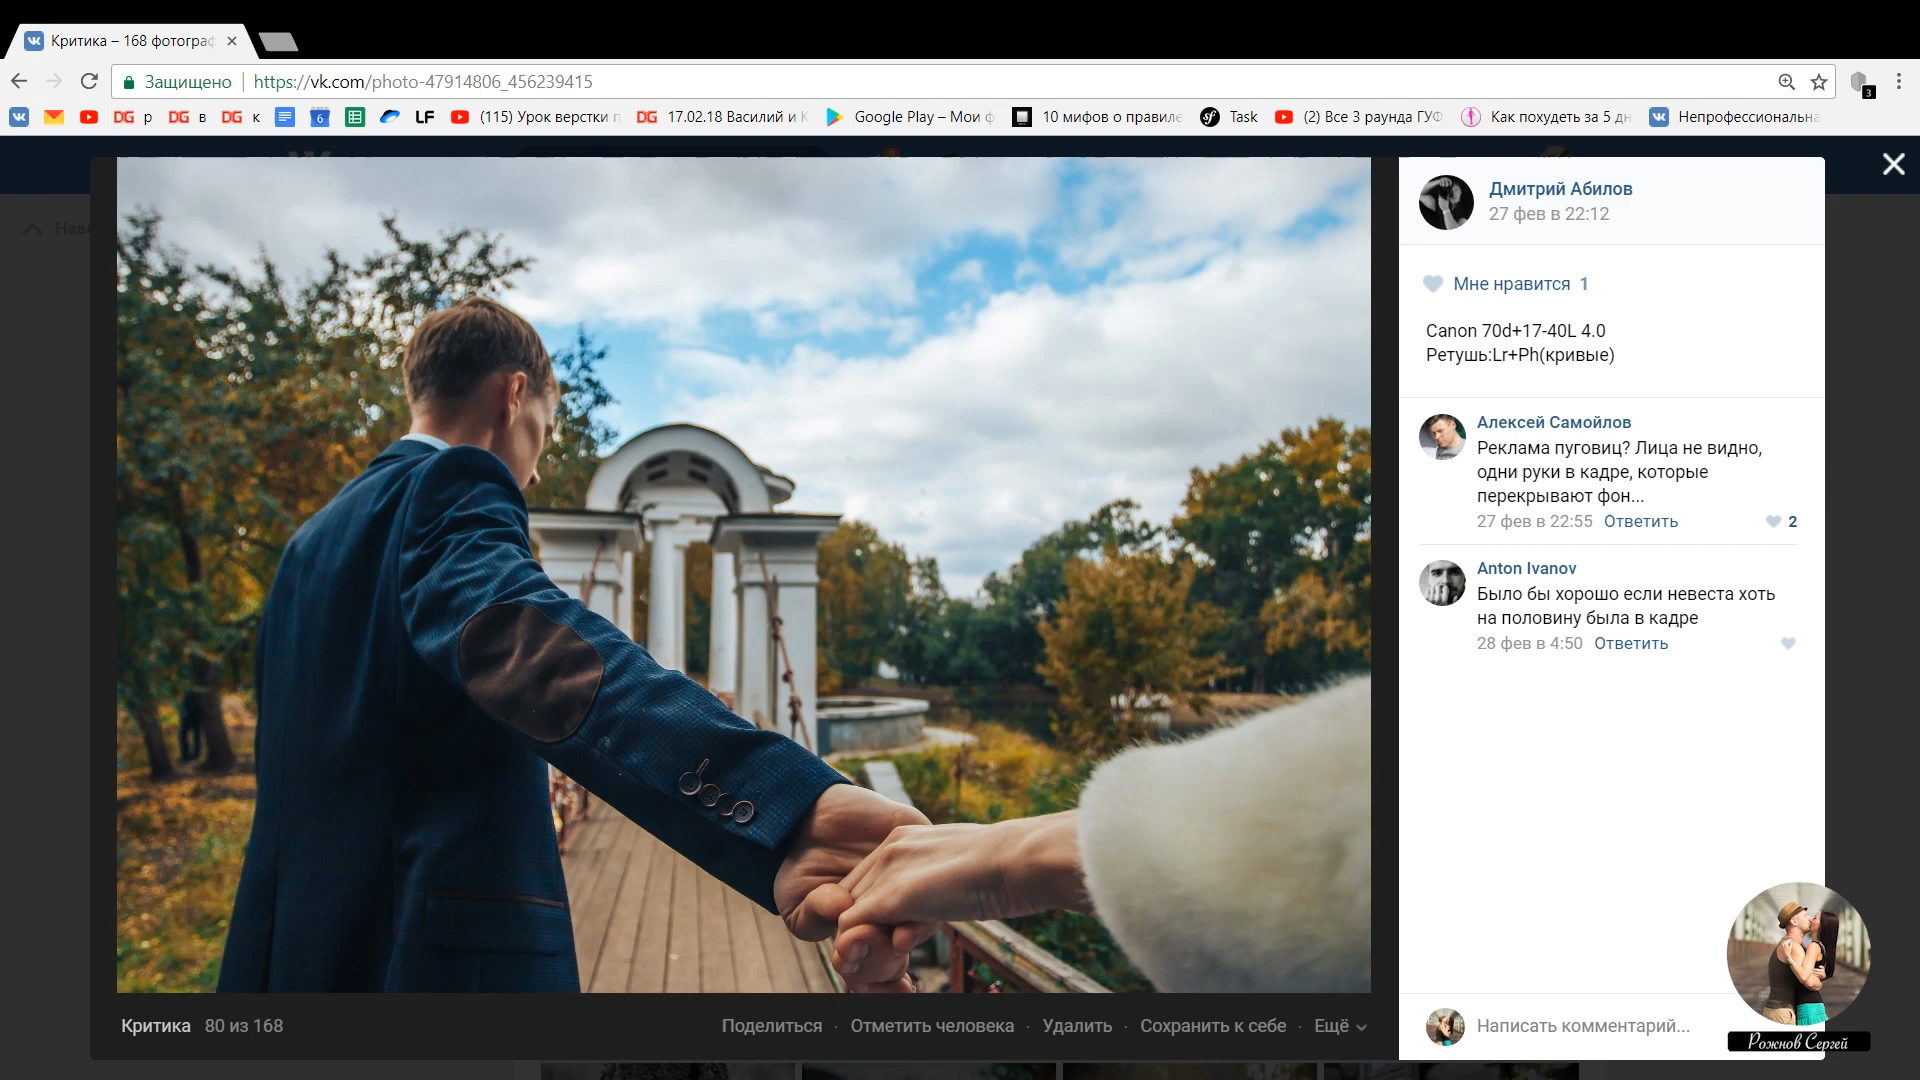 Критика – 168 фотограф
Защищено
https://vk.com/photo-47914806_456239415
3
DG р
DG в
DG к
6
LF
(115) Урок верстки
DG 17.02.18 Василий и К
Google Play – Мои ф
10 мифов о правиле
Task
(2) Все 3 раунда ГУФ
Как похудеть за 5 дн
Непрофессиональна
Дмитрий Абилов
27 фев в 22:12
Мне нравится 1
Canon 70d+17-40L 4.0
Ретушь:Lr+Ph(кривые)
Алексей Самойлов
Реклама пуговиц? Лица не видно,
одни руки в кадре, которые
перекрывают фон...
27 фев в 22:55 Ответить 2
Anton Ivanov
Было бы хорошо если невеста хоть
на половину была в кадре
28 фев в 4:50 Ответить
Критика 80 из 168
Поделиться · Отметить человека · Удалить · Сохранить к себе · Ещё
Написать комментарий...
Рожнов Сергей